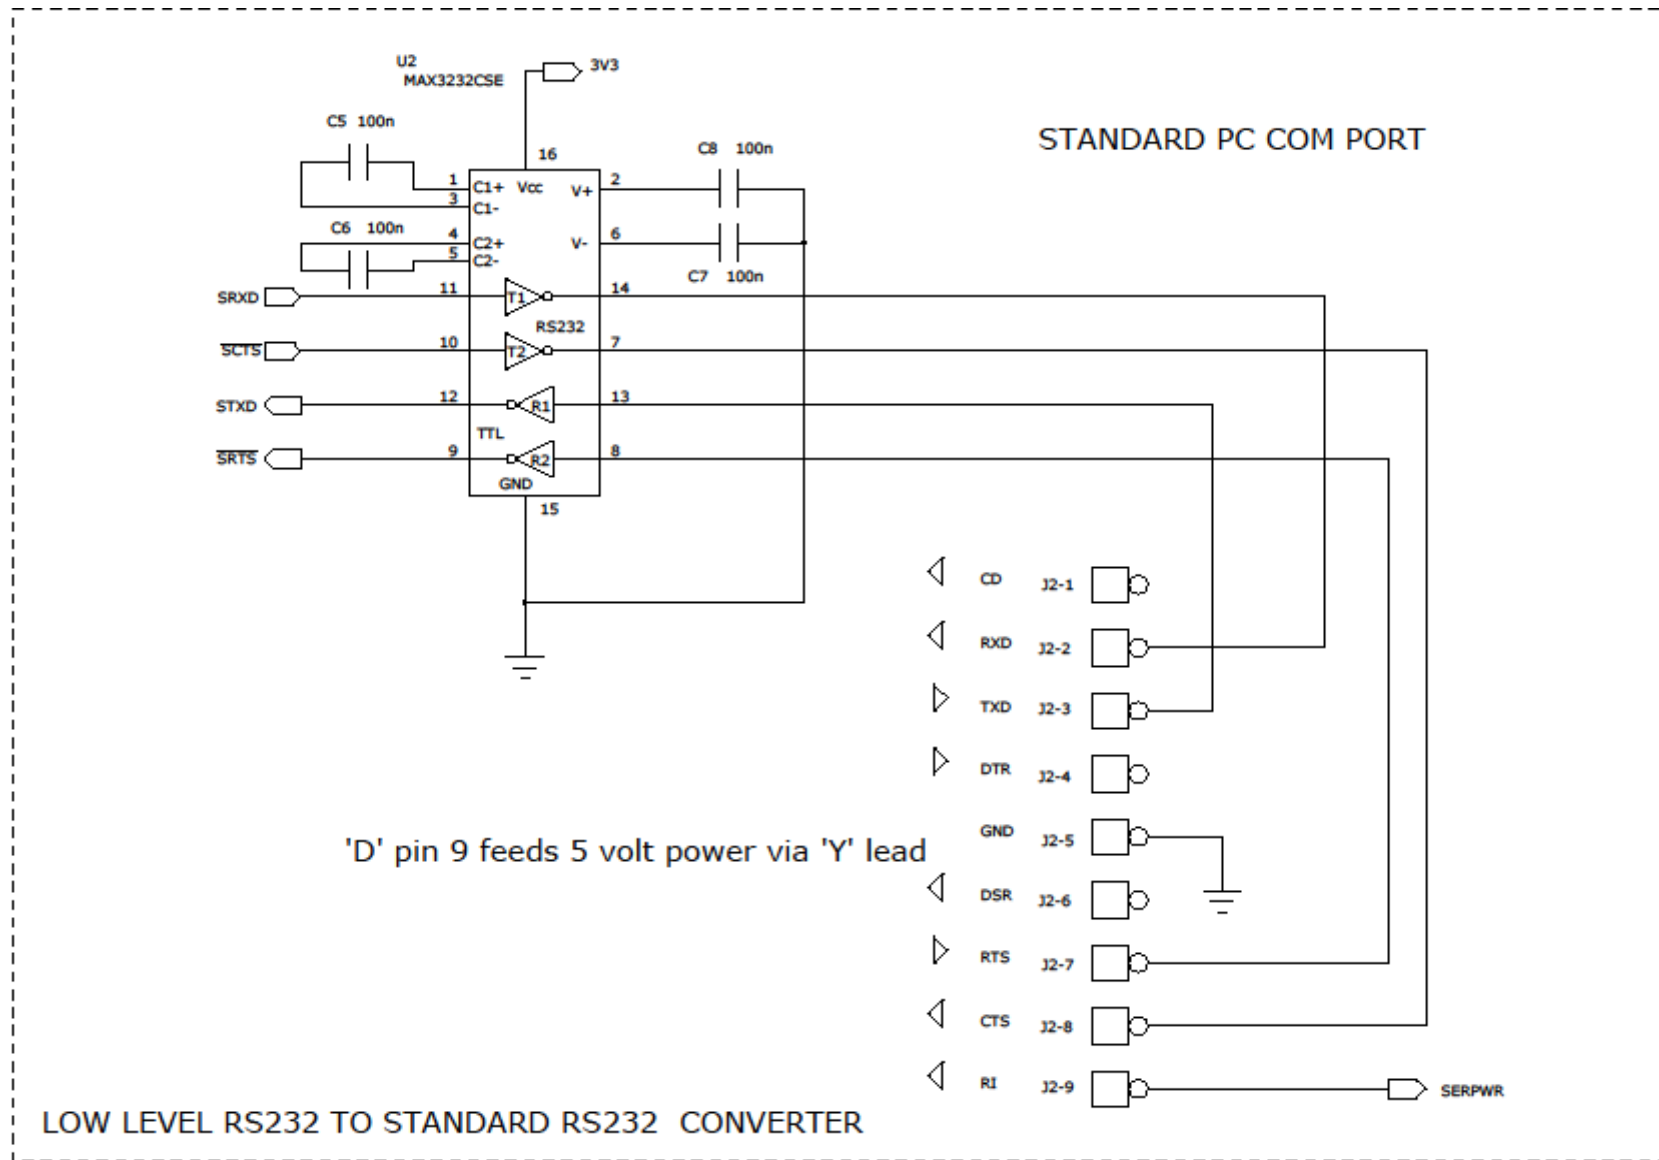 U2
MAX3232CSE
3V3
C5 100n
16
C8 100n
STANDARD PC COM PORT
1 C1+ Vcc V+ 2
3 C1-
C6 100n
4 C2+ V- 6
5 C2-
C7 100n
SRXD 11 T1 14
RS232
SCTS 10 T2 7
STXD 12 R1 13
TTL
SRTS 9 R2 8
GND
15
CD J2-1
RXD J2-2
TXD J2-3
DTR J2-4
GND J2-5
'D' pin 9 feeds 5 volt power via 'Y' lead
DSR J2-6
RTS J2-7
CTS J2-8
RI J2-9 SERPWR
LOW LEVEL RS232 TO STANDARD RS232 CONVERTER